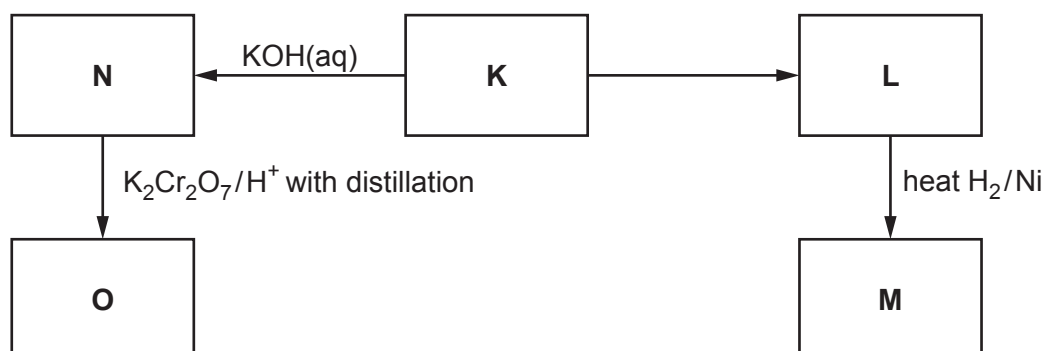 N
KOH(aq)
K
L
K₂Cr₂O₇/H⁺ with distillation
heat H₂/Ni
O
M